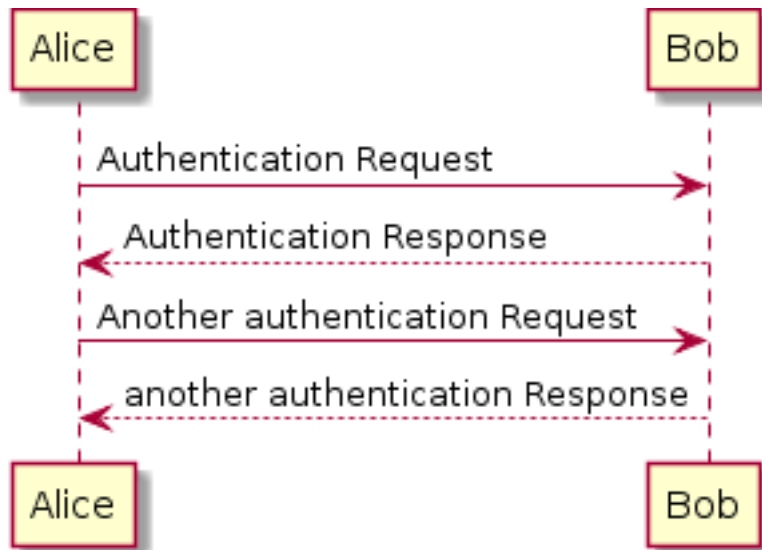 Alice
Bob
Authentication Request
Authentication Response
Another authentication Request
another authentication Response
Alice
Bob